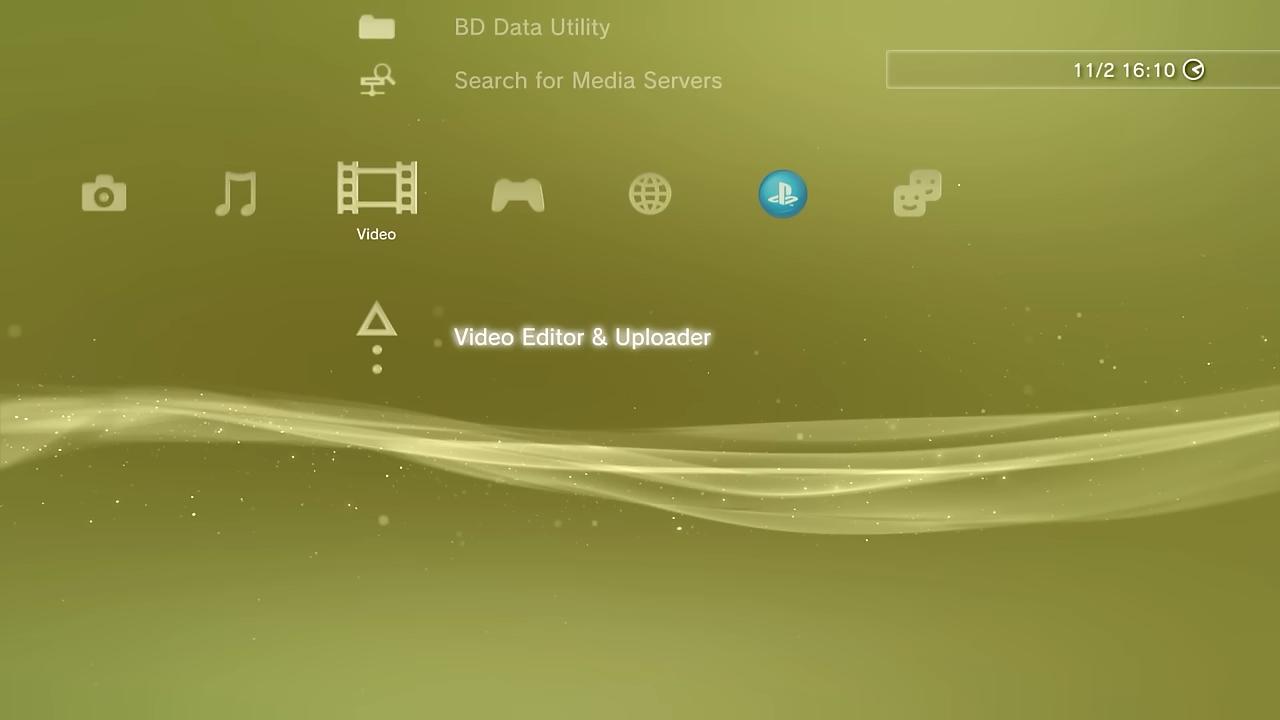 BD Data Utility
Search for Media Servers
11/2 16:10
Video
Video Editor & Uploader